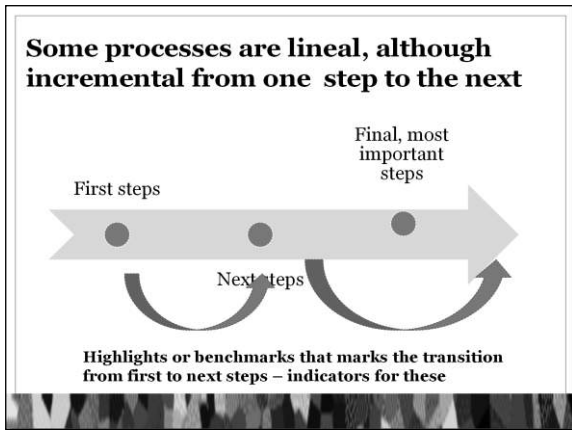 Some processes are lineal, although
incremental from one step to the next
Final, most
important
steps
First steps
Next steps
Highlights or benchmarks that marks the transition
from first to next steps – indicators for these